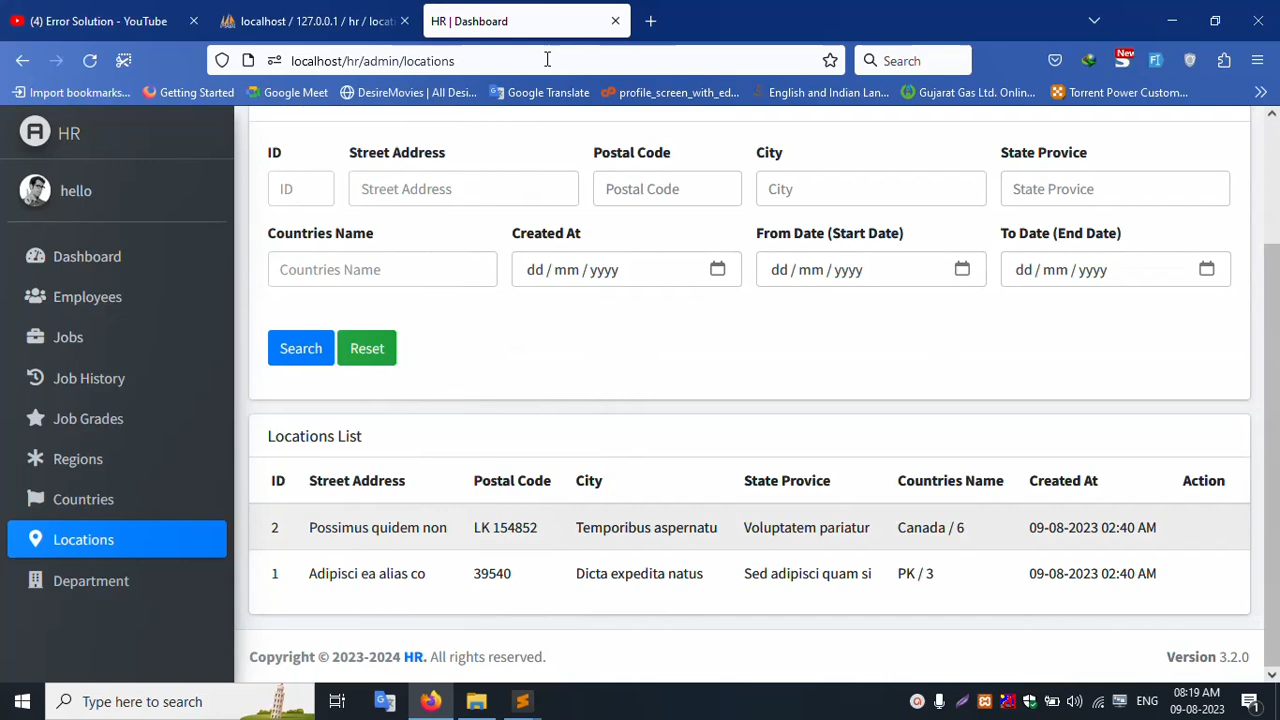 (4) Error Solution - YouTube
localhost / 127.0.0.1 / hr / locat
HR | Dashboard
localhost/hr/admin/locations
Search
New
Import bookmarks...
Getting Started
Google Meet
DesireMovies | All Desi...
Google Translate
profile_screen_with_ed...
English and Indian Lan...
Gujarat Gas Ltd. Onlin...
Torrent Power Custom...
HR
hello
Dashboard
Employees
Jobs
Job History
Job Grades
Regions
Countries
Locations
Department
ID Street Address Postal Code City State Provice
ID Street Address Postal Code City State Provice
Countries Name Created At From Date (Start Date) To Date (End Date)
Countries Name dd / mm / yyyy dd / mm / yyyy dd / mm / yyyy
Search Reset
Locations List
ID Street Address Postal Code City State Provice Countries Name Created At Action
2 Possimus quidem non LK 154852 Temporibus aspernatu Voluptatem pariatur Canada / 6 09-08-2023 02:40 AM
1 Adipisci ea alias co 39540 Dicta expedita natus Sed adipisci quam si PK / 3 09-08-2023 02:40 AM
Copyright © 2023-2024 HR. All rights reserved. Version 3.2.0
Type here to search
ENG
08:19 AM
09-08-2023
1